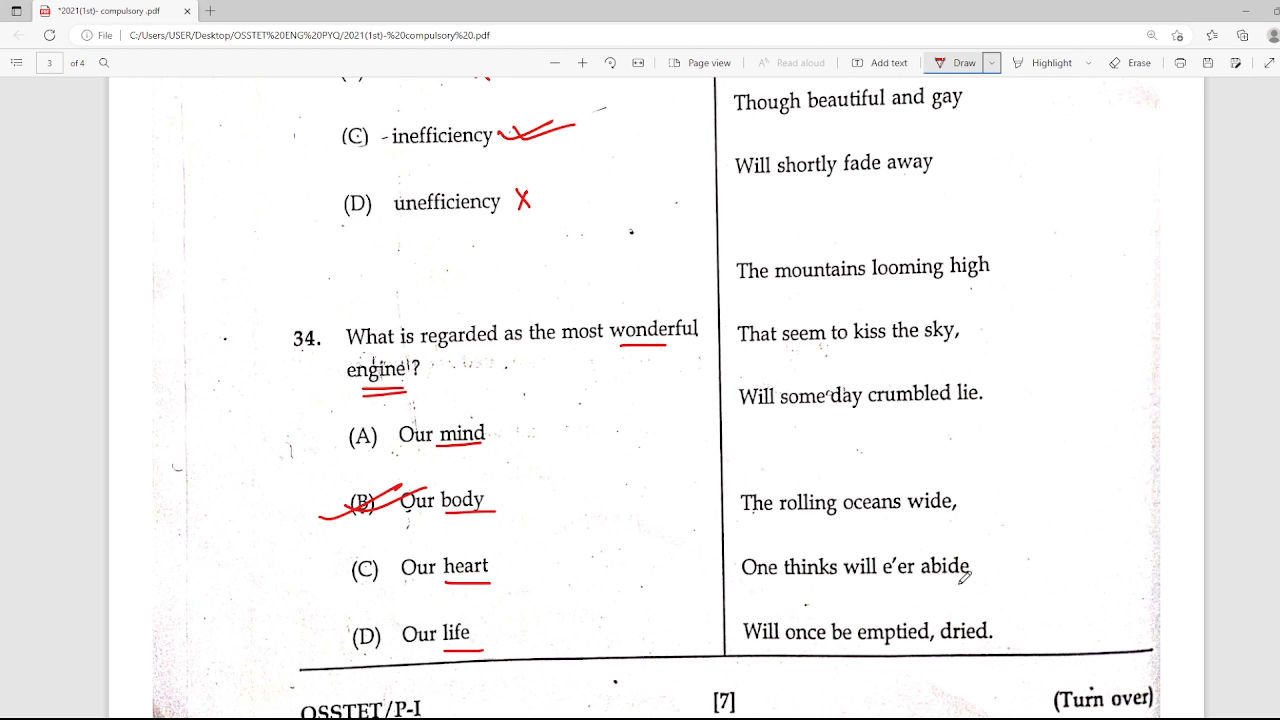 *2021(1st)- compulsory .pdf
File
C:/Users/USER/Desktop/OSSTET%20ENG%20PYQ/2021(1st)-%20compulsory%20.pdf
3 of 4
Page view
Read aloud
Add text
Draw
Highlight
Erase
(C) - inefficiency
(D) unefficiency
34. What is regarded as the most wonderful
engine'?
(A) Our mind
(B) Our body
(C) Our heart
(D) Our life
Though beautiful and gay
Will shortly fade away
The mountains looming high
That seem to kiss the sky,
Will some day crumbled lie.
The rolling oceans wide,
One thinks will e'er abide
Will once be emptied, dried.
OSSTET/P-I
[7]
(Turn over)